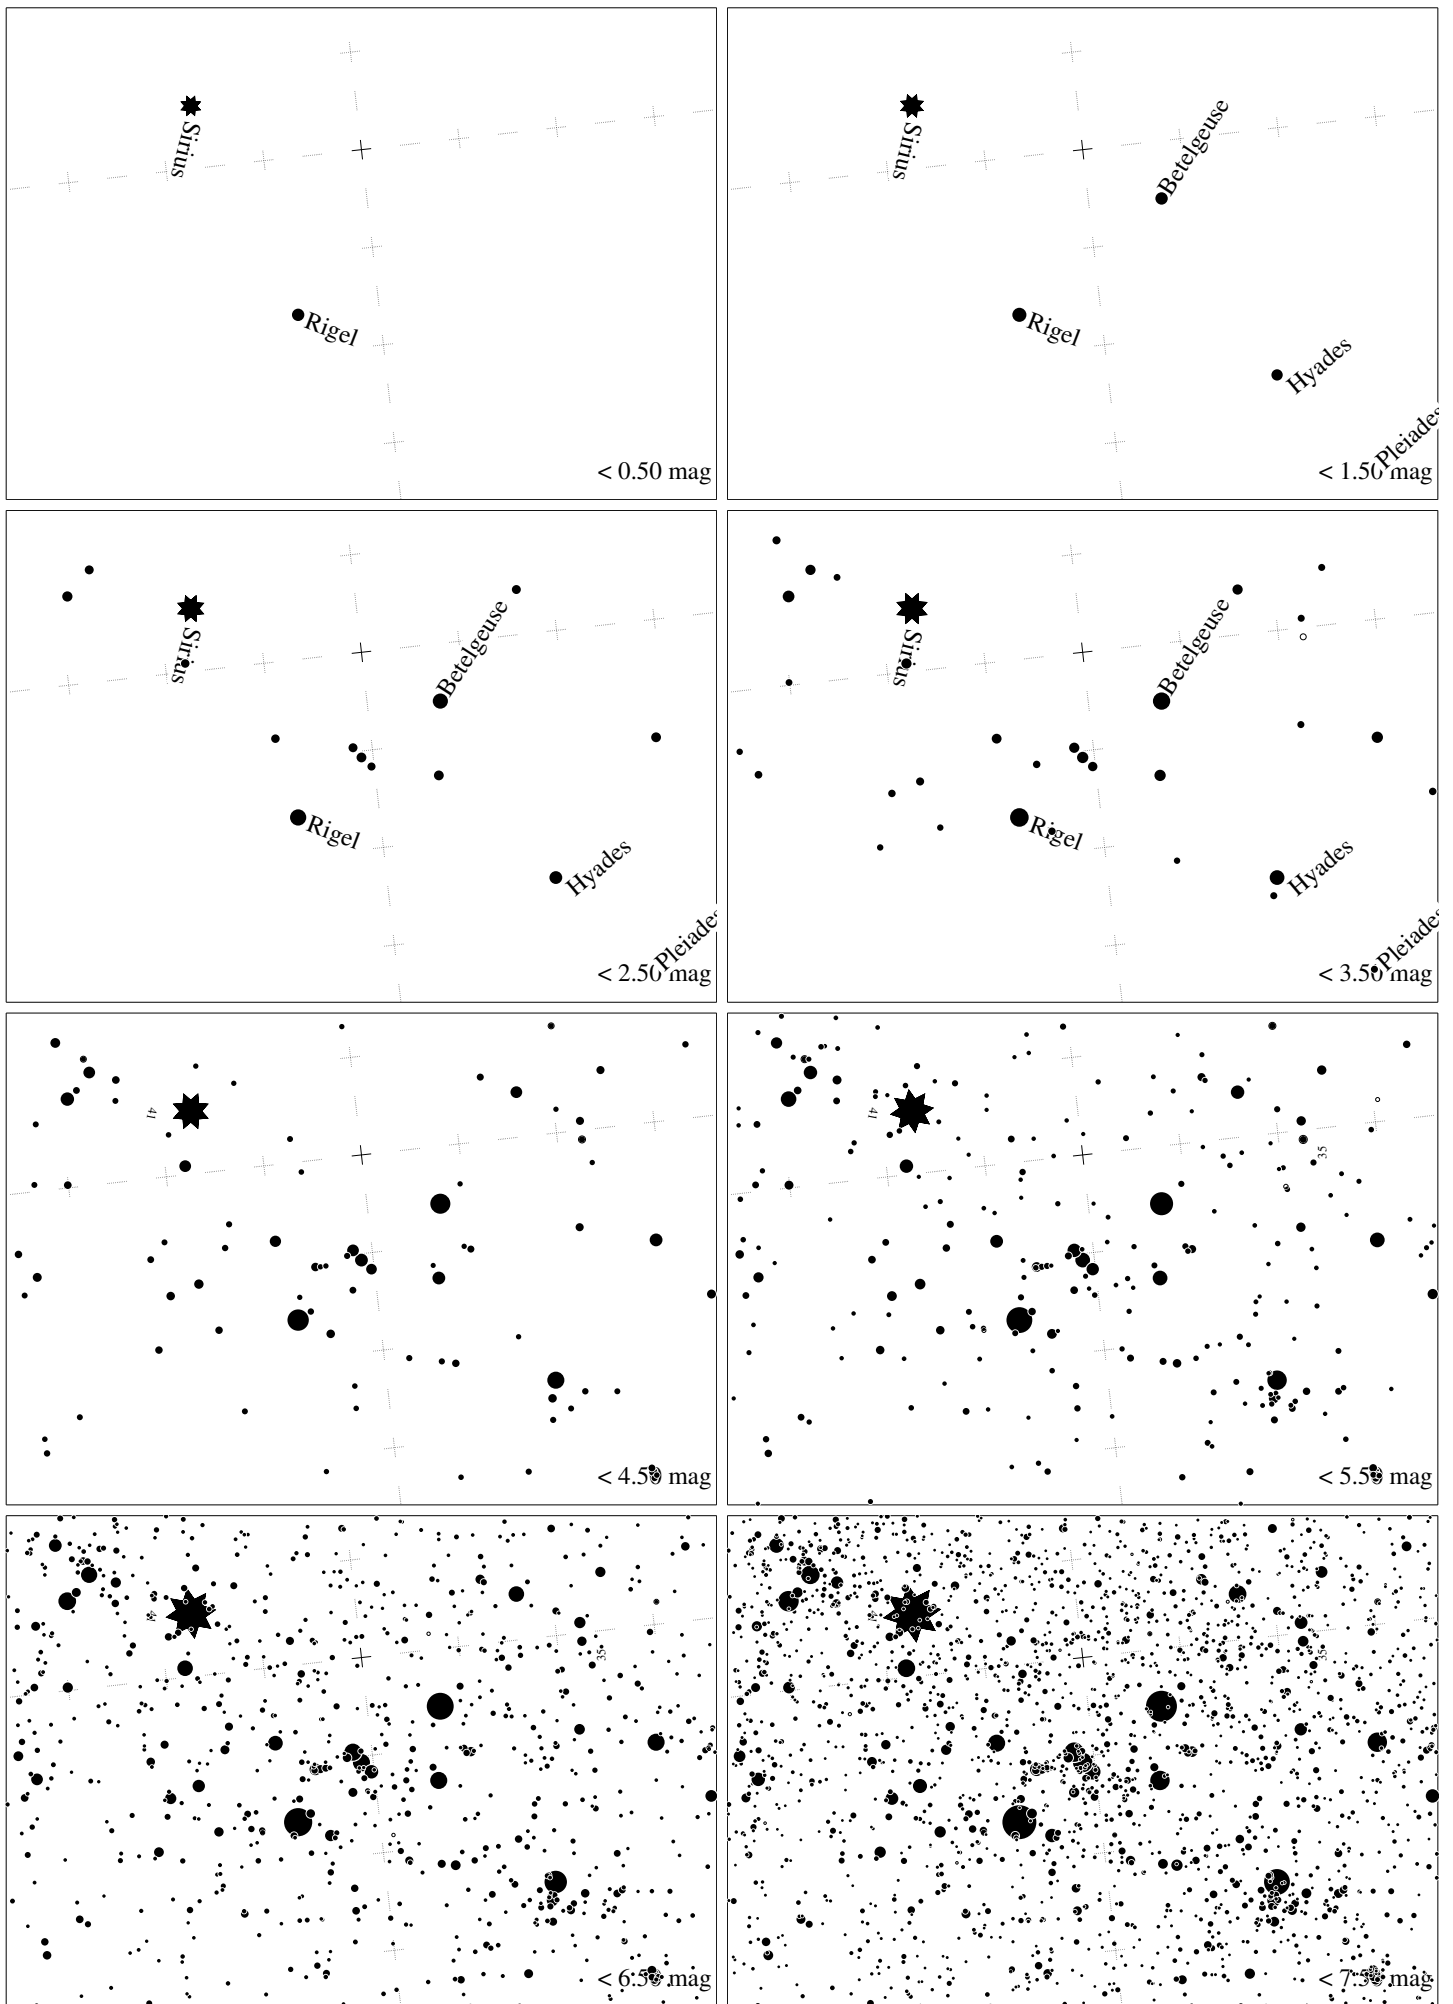 Sirius
Rigel
< 0.50 mag
Sirius
Betelgeuse
Rigel
Hyades
Pleiades
< 1.50 mag
Sirius
Betelgeuse
Rigel
Hyades
Pleiades
< 2.50 mag
Sirius
Betelgeuse
Rigel
Hyades
Pleiades
< 3.50 mag
41
< 4.50 mag
41
35
< 5.50 mag
41
35
< 6.50 mag
41
35
< 7.50 mag